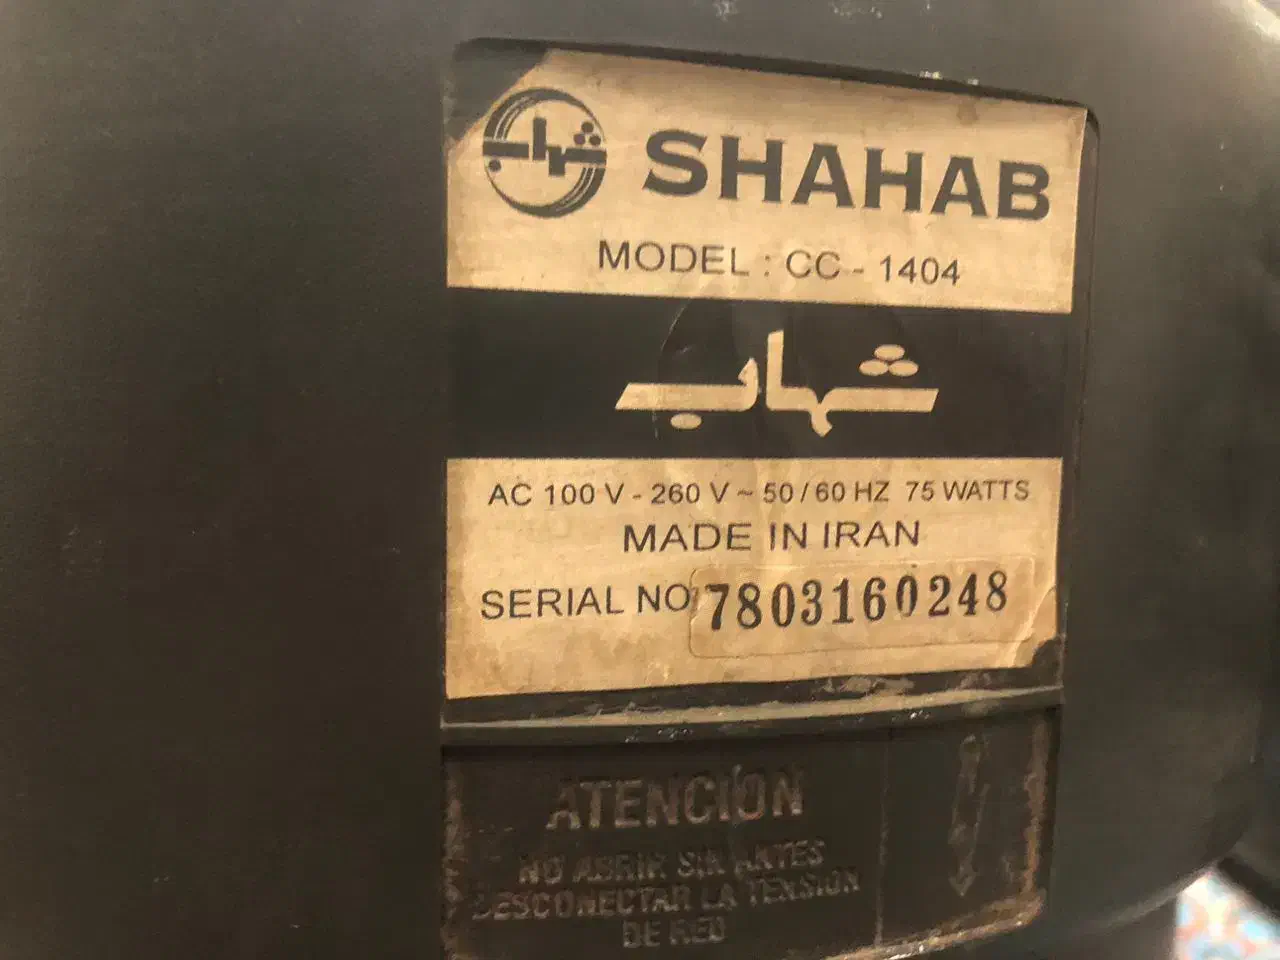 شهاب SHAHAB
MODEL : CC - 1404
شهاب
AC 100 V - 260 V ~ 50 / 60 HZ 75 WATTS
MADE IN IRAN
SERIAL NO 7803160248
ATENCIÓN
NO ABRIR SIN ANTES
DESCONECTAR LA TENSION
DE RED